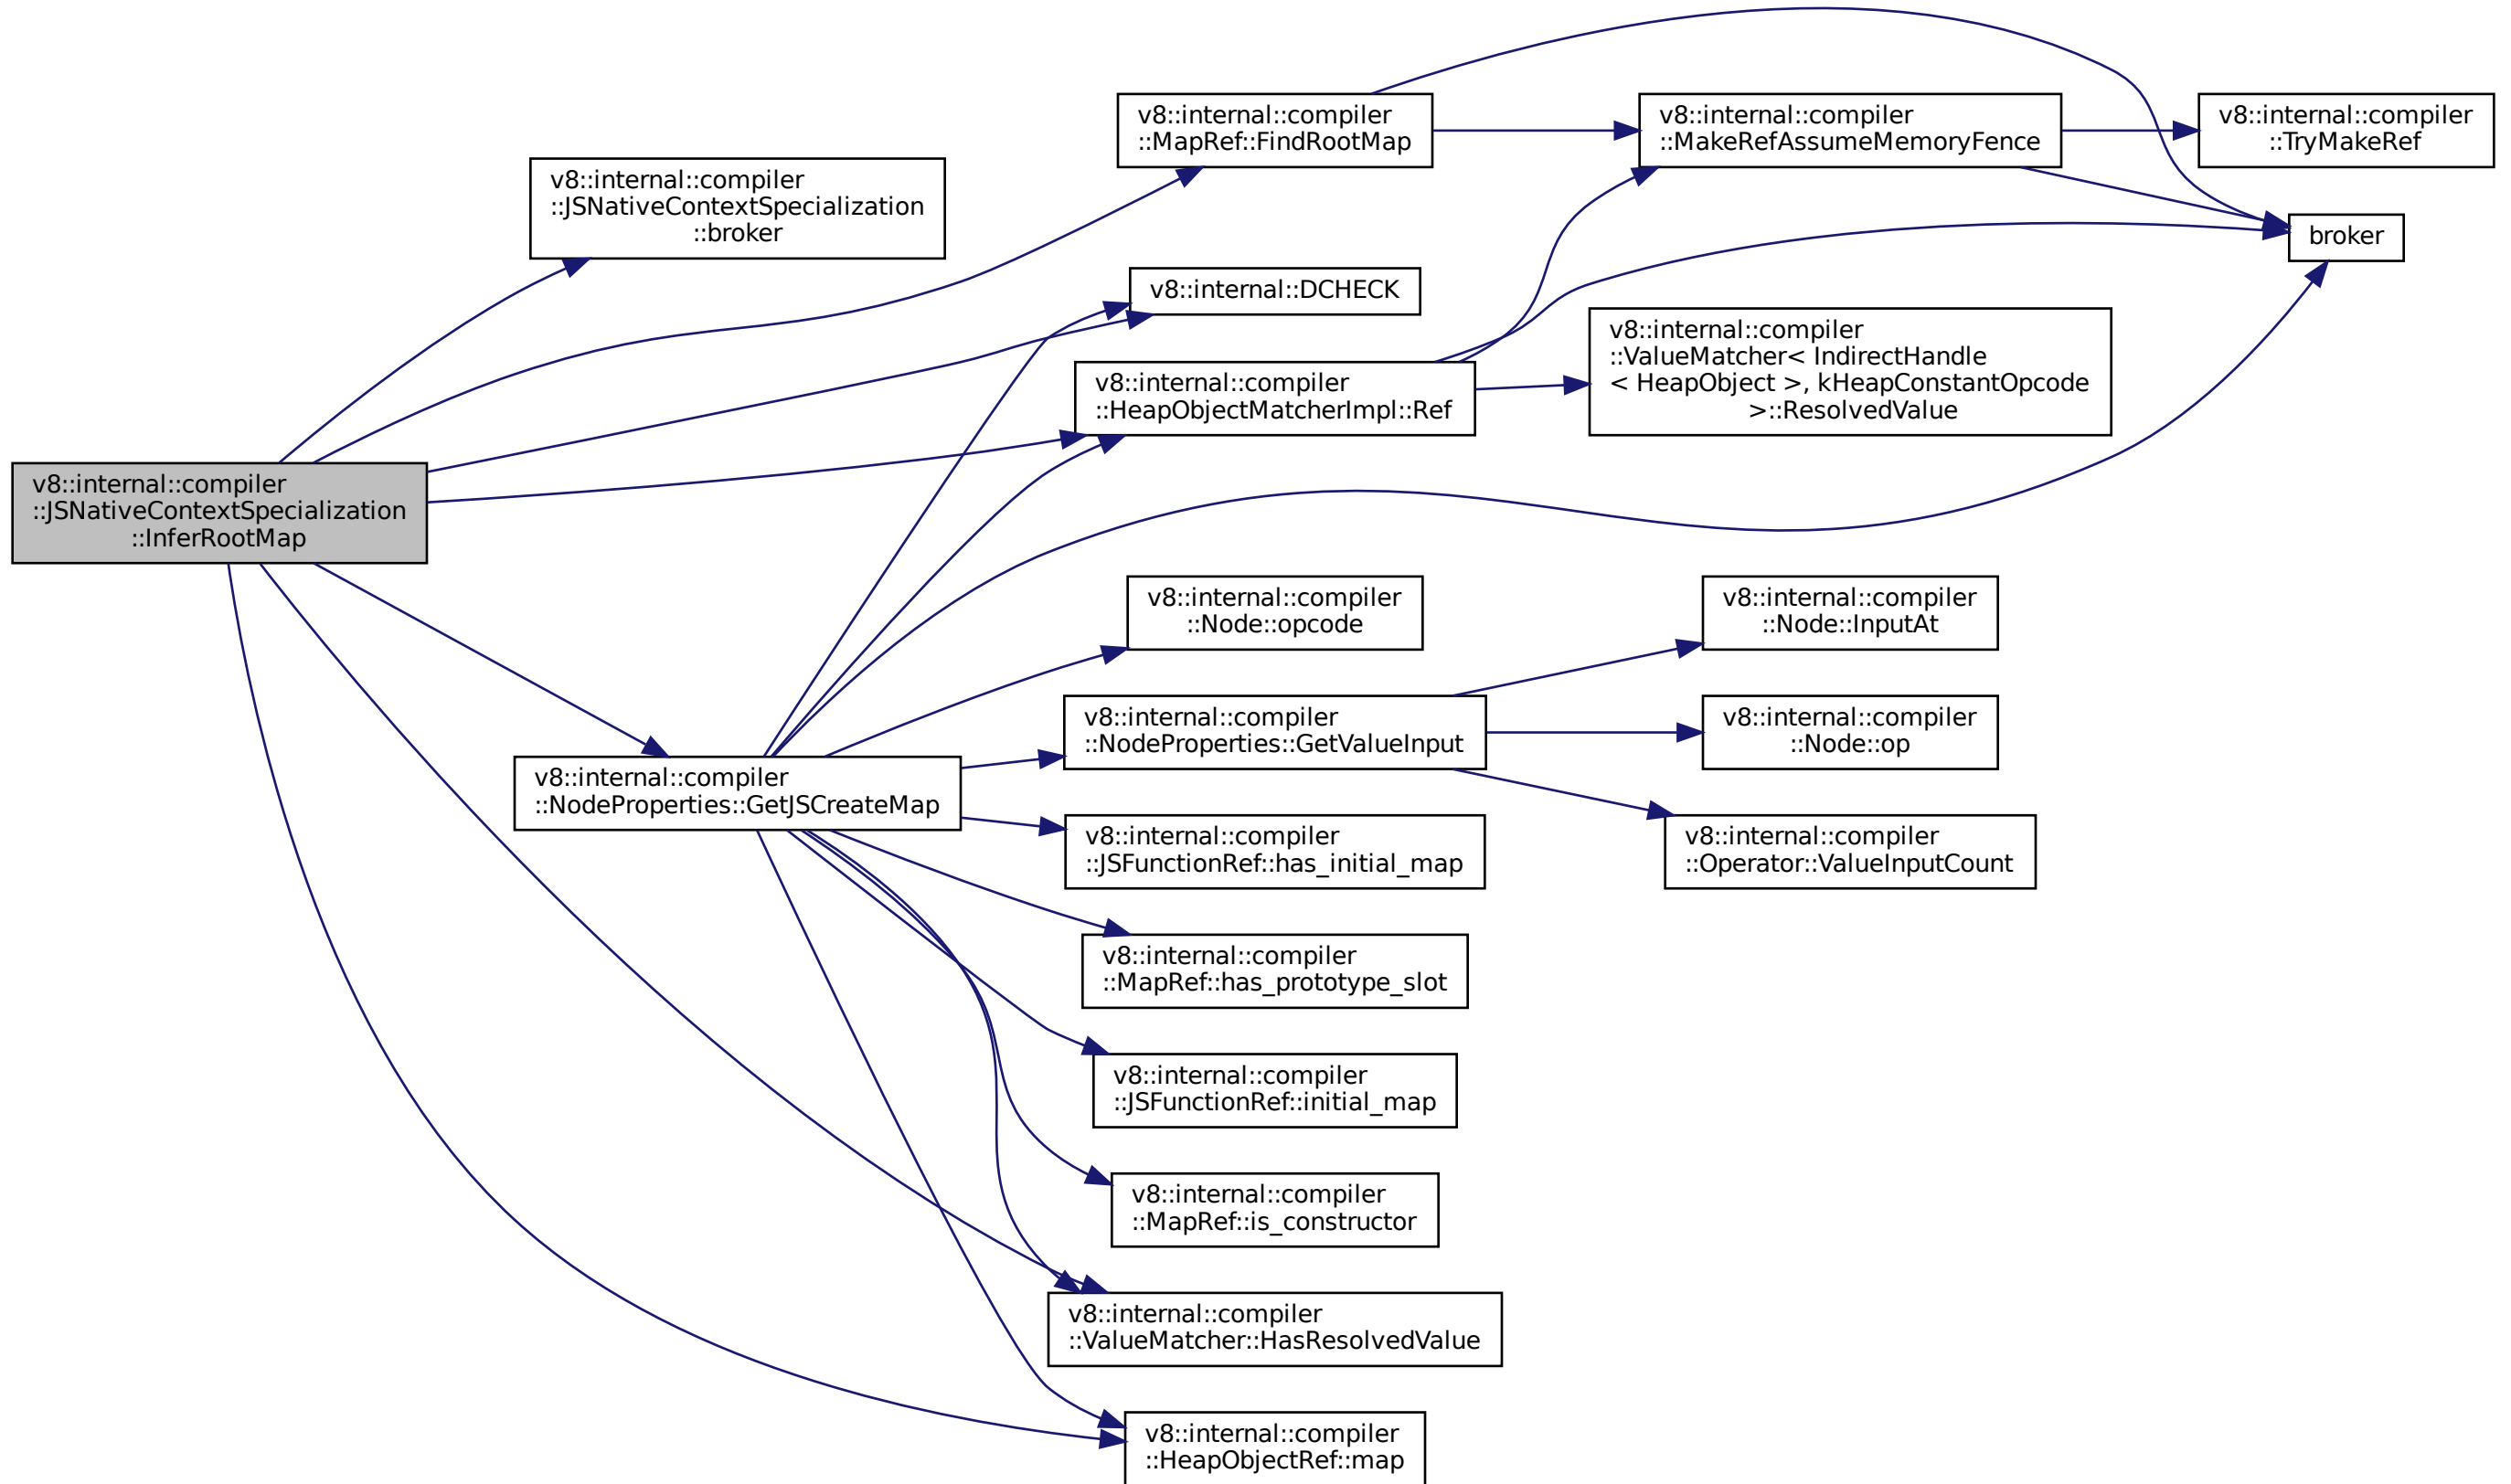 v8::internal::compiler
::JSNativeContextSpecialization
::InferRootMap
v8::internal::compiler
::JSNativeContextSpecialization
::broker
v8::internal::compiler
::MapRef::FindRootMap
v8::internal::compiler
::MakeRefAssumeMemoryFence
v8::internal::compiler
::TryMakeRef
broker
v8::internal::DCHECK
v8::internal::compiler
::HeapObjectMatcherImpl::Ref
v8::internal::compiler
::ValueMatcher< IndirectHandle
< HeapObject >, kHeapConstantOpcode
>::ResolvedValue
v8::internal::compiler
::NodeProperties::GetJSCreateMap
v8::internal::compiler
::Node::opcode
v8::internal::compiler
::NodeProperties::GetValueInput
v8::internal::compiler
::Node::InputAt
v8::internal::compiler
::Node::op
v8::internal::compiler
::Operator::ValueInputCount
v8::internal::compiler
::JSFunctionRef::has_initial_map
v8::internal::compiler
::MapRef::has_prototype_slot
v8::internal::compiler
::JSFunctionRef::initial_map
v8::internal::compiler
::MapRef::is_constructor
v8::internal::compiler
::ValueMatcher::HasResolvedValue
v8::internal::compiler
::HeapObjectRef::map